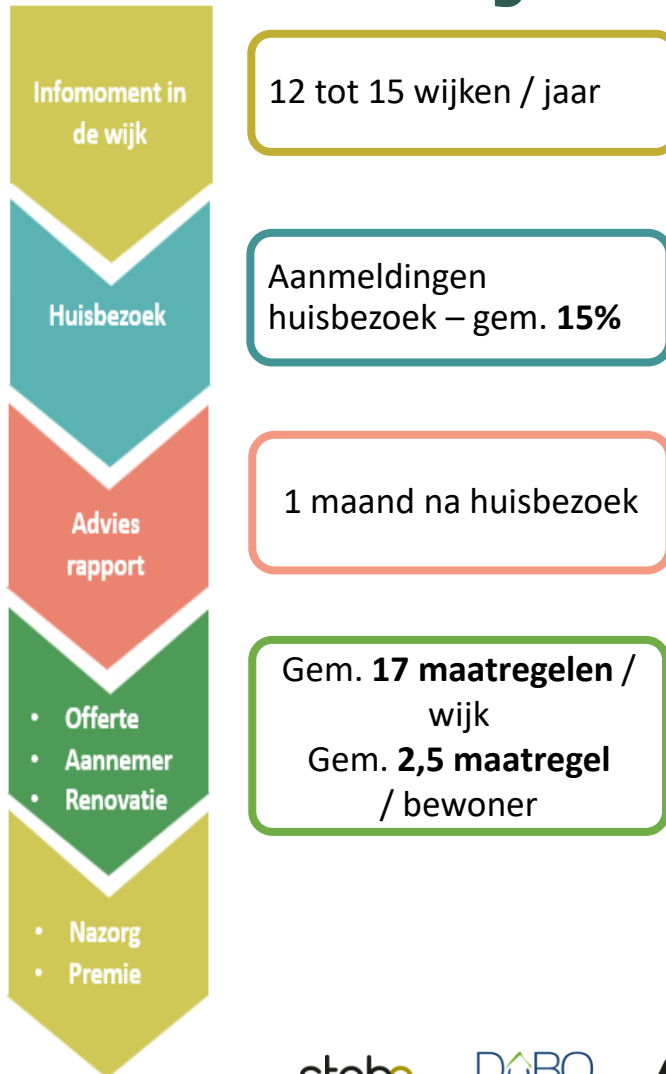 Infomoment in
de wijk
12 tot 15 wijken / jaar
Huisbezoek
Aanmeldingen
huisbezoek – gem. 15%
Advies
rapport
1 maand na huisbezoek
• Offerte
• Aannemer
• Renovatie
Gem. 17 maatregelen /
wijk
Gem. 2,5 maatregel
/ bewoner
• Nazorg
• Premie